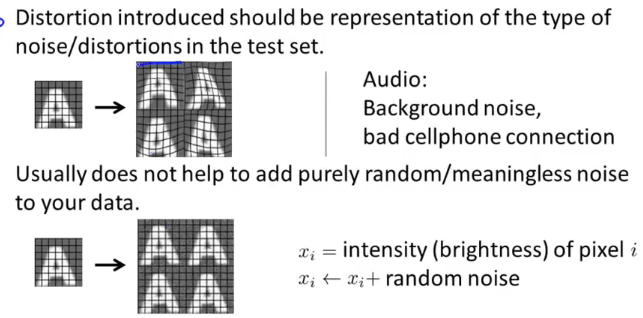 Distortion introduced should be representation of the type of
noise/distortions in the test set.
A
A A
A A
Audio:
Background noise,
bad cellphone connection
Usually does not help to add purely random/meaningless noise
to your data.
A
A A
A A
x_i = intensity (brightness) of pixel i
x_i ← x_i + random noise